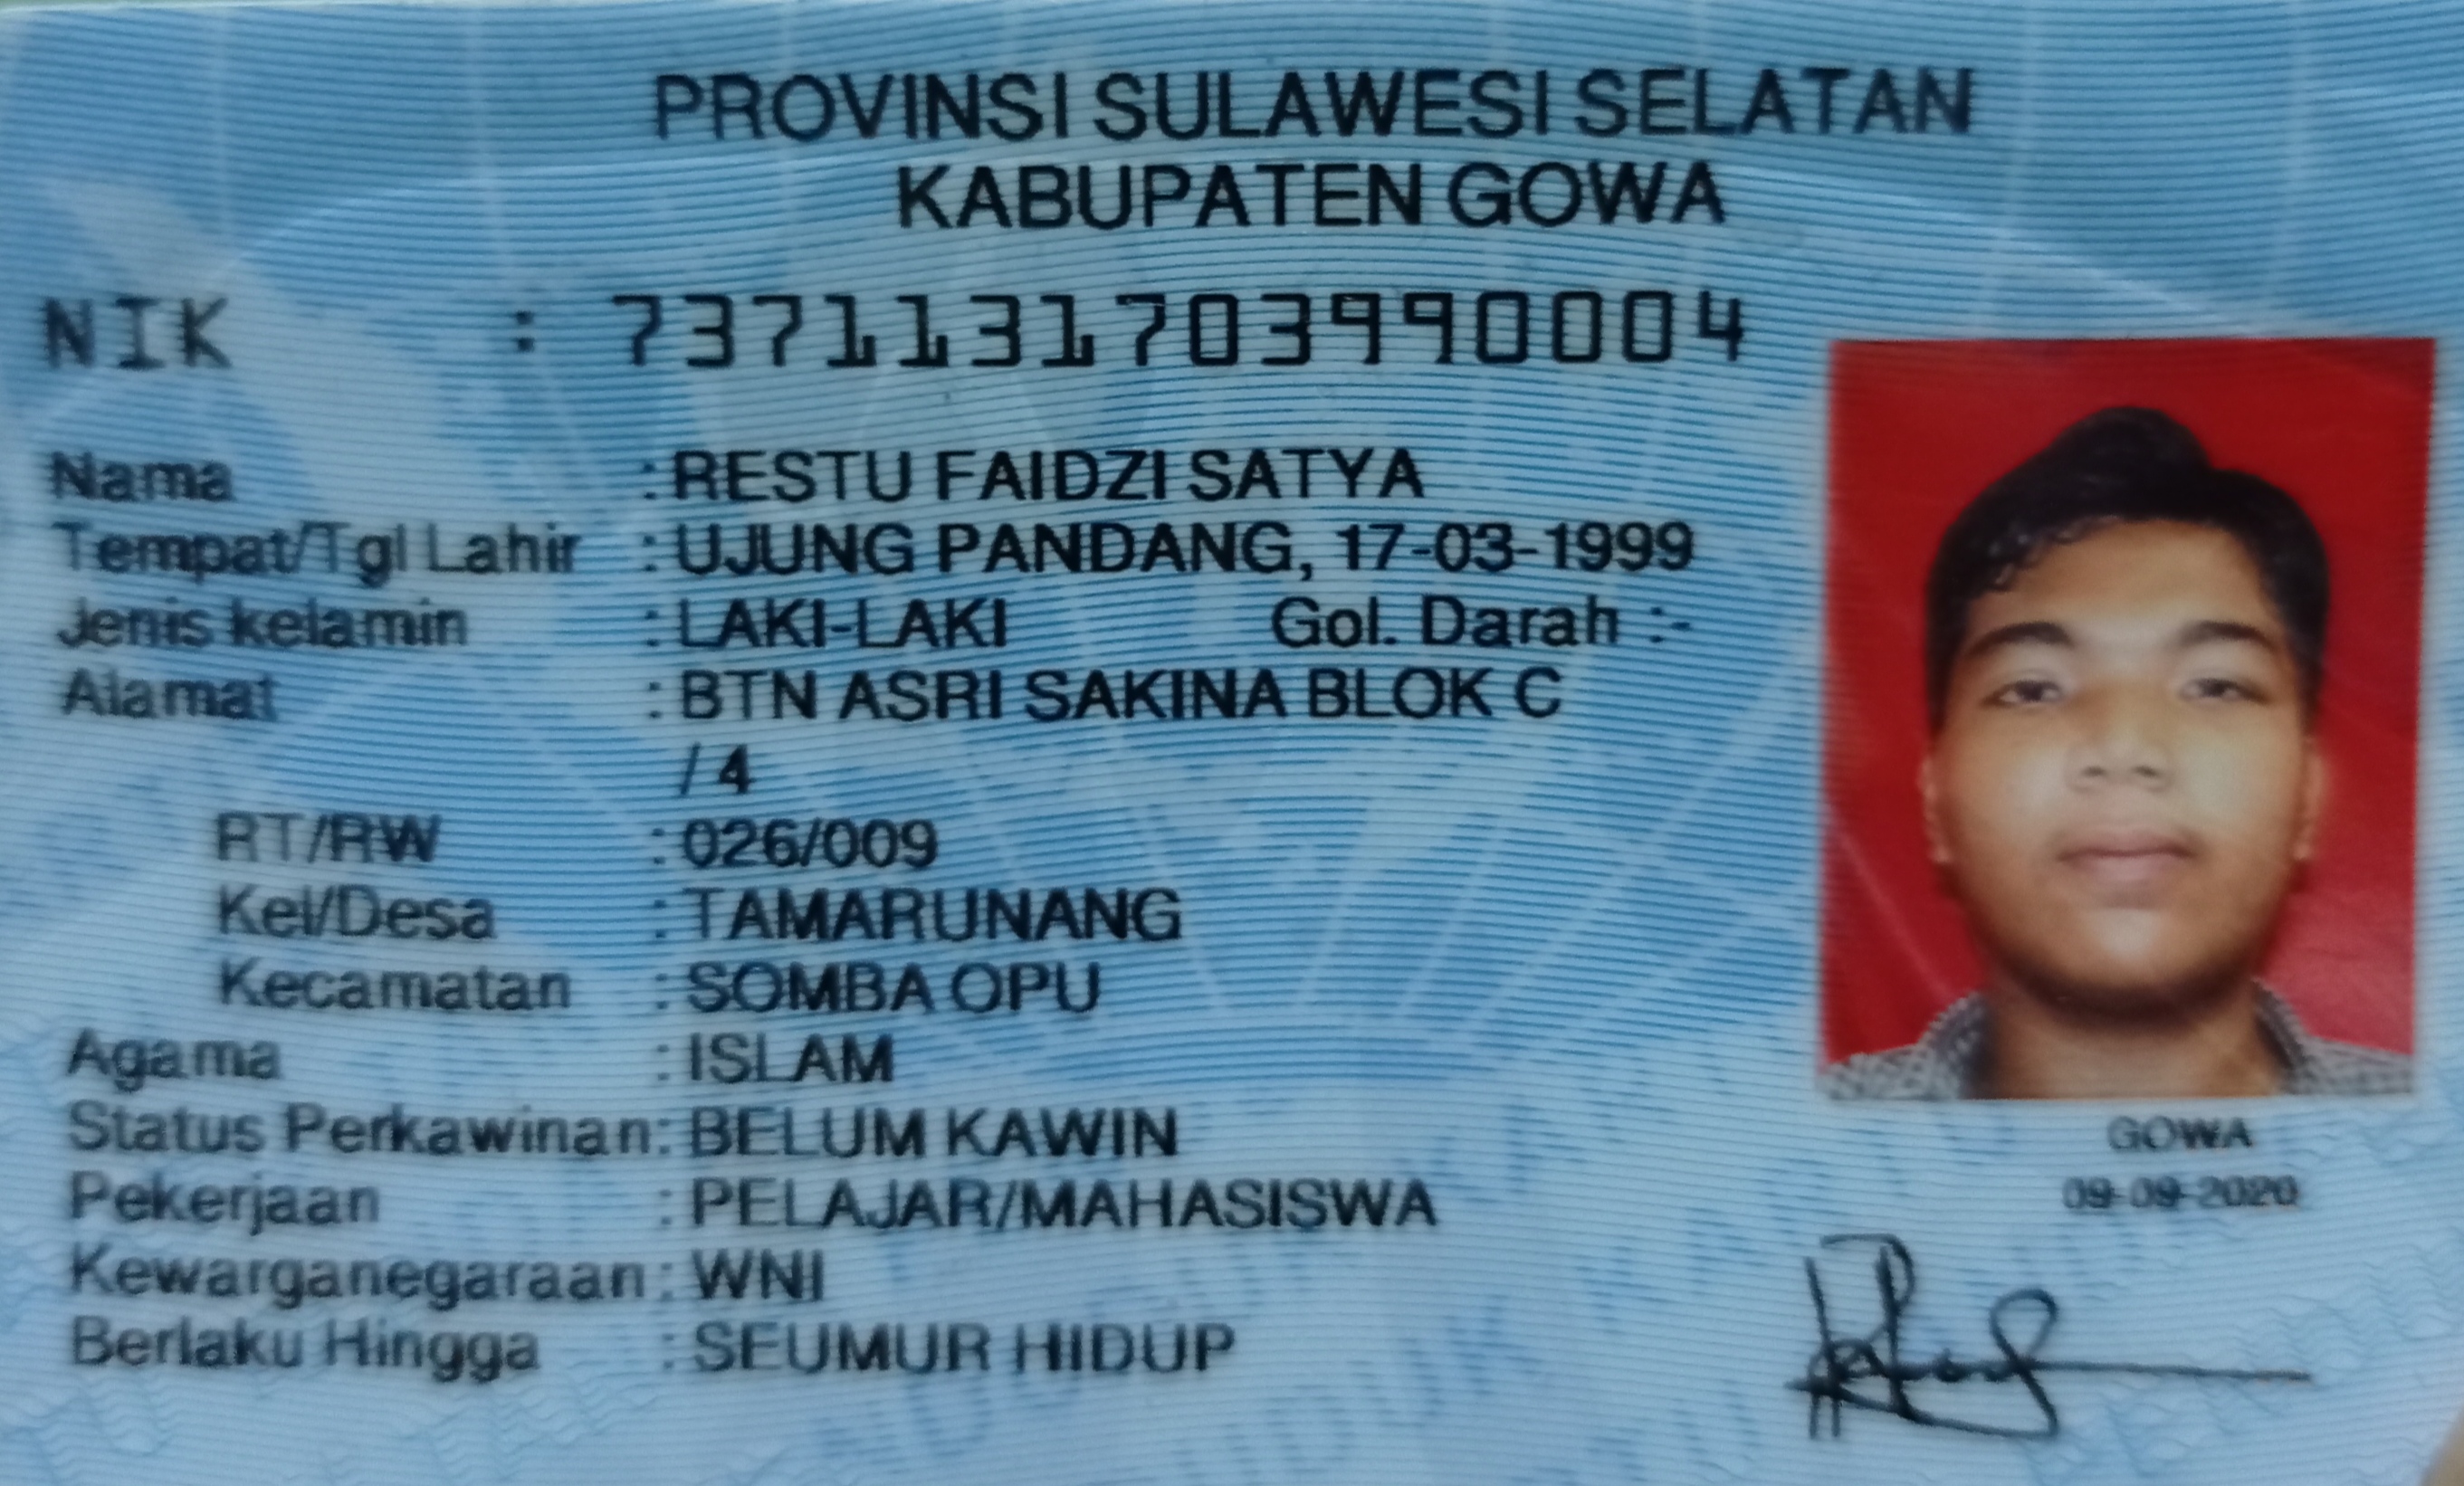 PROVINSI SULAWESI SELATAN
KABUPATEN GOWA
NIK : 7371131703990004
Nama : RESTU FAIDZI SATYA
Tempat/Tgl Lahir : UJUNG PANDANG, 17-03-1999
Jenis kelamin : LAKI-LAKI Gol. Darah :-
Alamat : BTN ASRI SAKINA BLOK C
/ 4
RT/RW : 026/009
Kel/Desa : TAMARUNANG
Kecamatan : SOMBA OPU
Agama : ISLAM
Status Perkawinan: BELUM KAWIN
Pekerjaan : PELAJAR/MAHASISWA
Kewarganegaraan: WNI
Berlaku Hingga : SEUMUR HIDUP
GOWA
09-09-2020